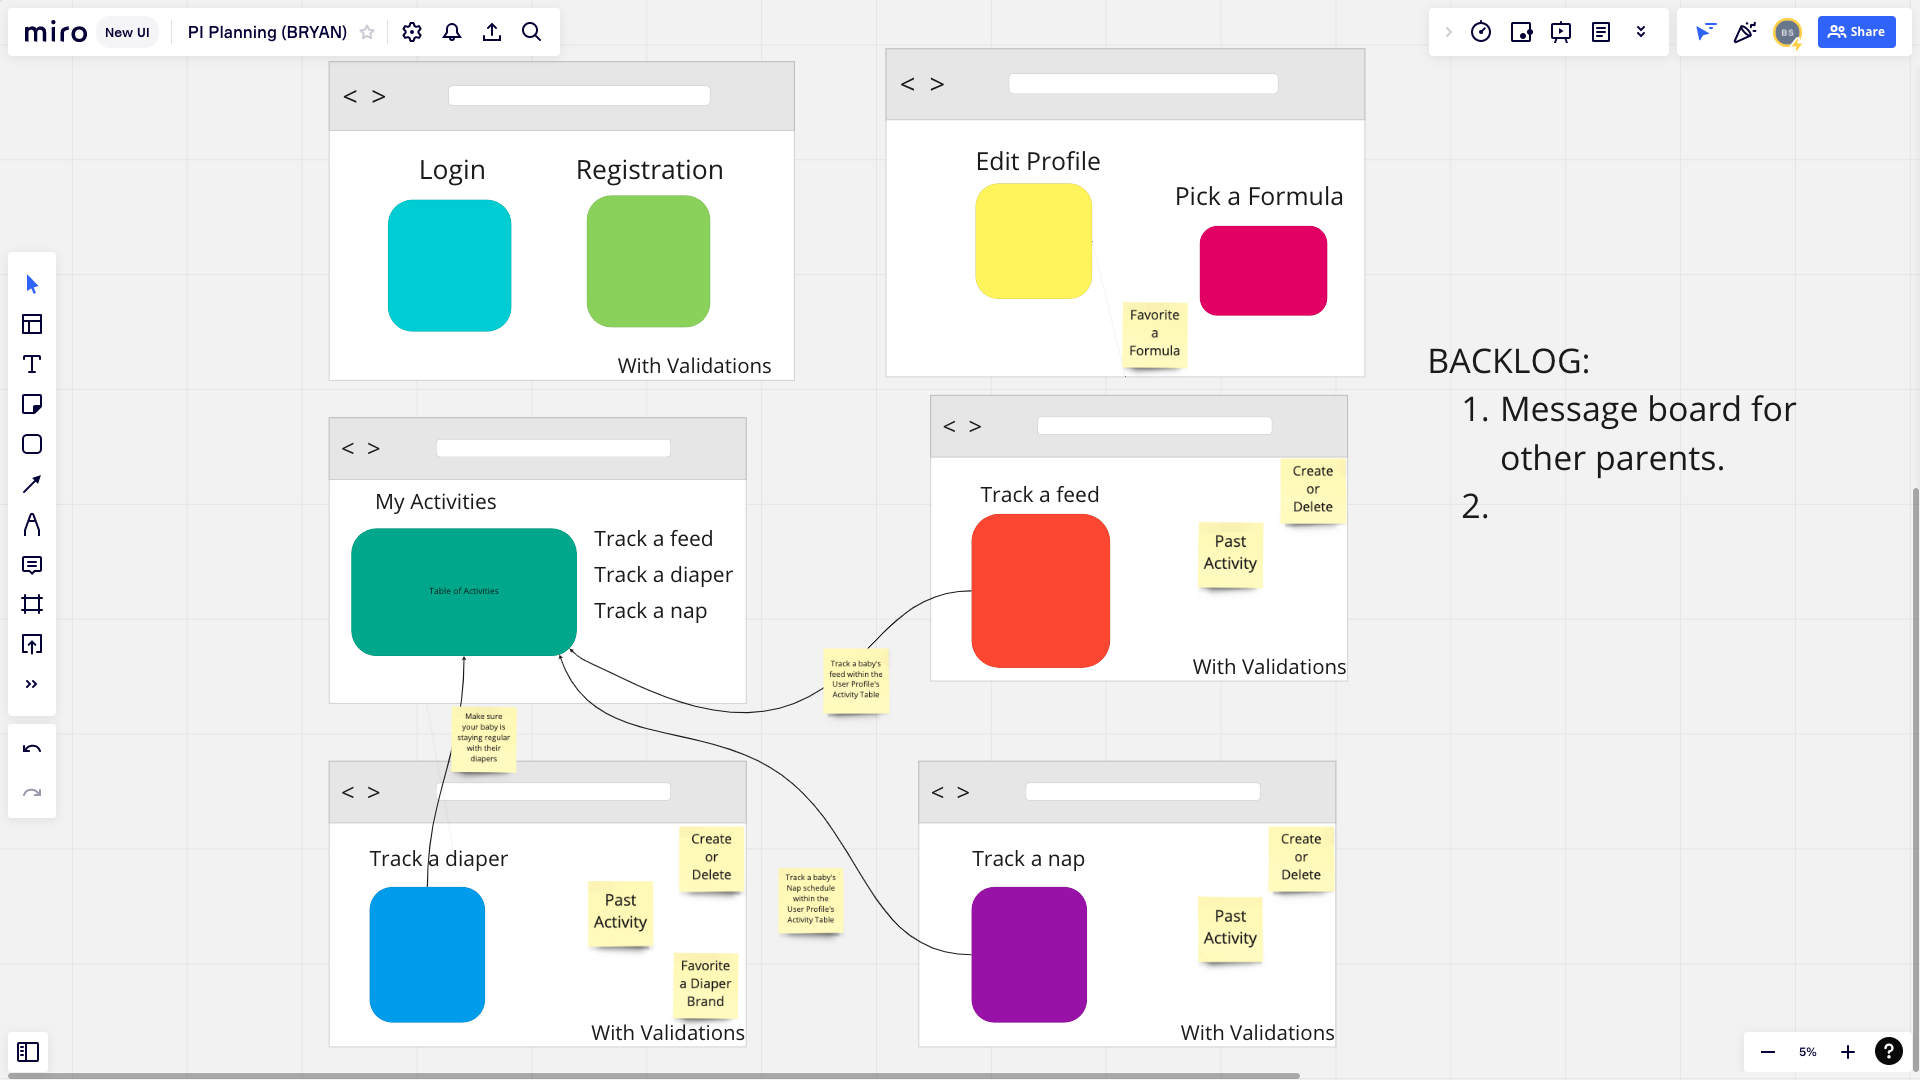 miro New UI PI Planning (BRYAN)
BS Share
< >
Login Registration
With Validations
< >
Edit Profile
Pick a Formula
Favorite
a
Formula
BACKLOG:
1. Message board for
other parents.
2.
< >
My Activities
Table of Activities
Track a feed
Track a diaper
Track a nap
< >
Track a feed
Create
or
Delete
Past
Activity
With Validations
Track a baby's
feed within the
User Profile's
Activity Table
Make sure
your baby is
staying regular
with their
diapers
< >
Track a diaper
Create
or
Delete
Past
Activity
Favorite
a Diaper
Brand
With Validations
Track a baby's
Nap schedule
within the
User Profile's
Activity Table
< >
Track a nap
Create
or
Delete
Past
Activity
With Validations
5% ?